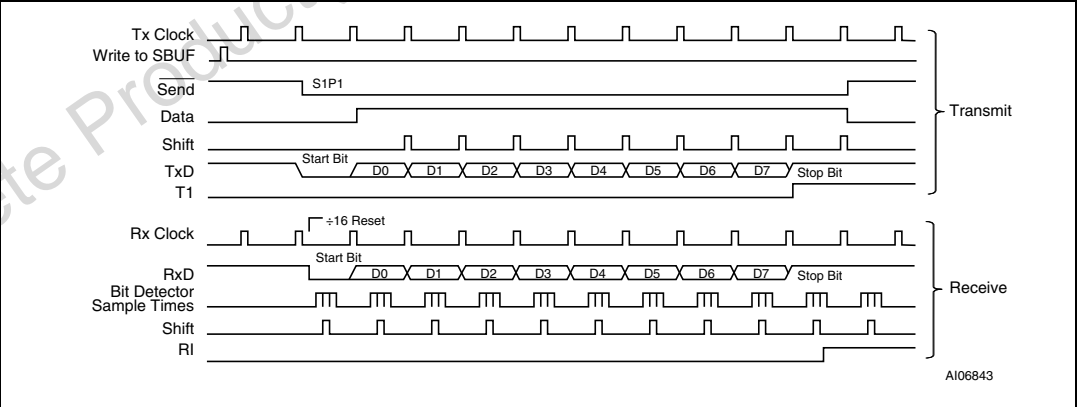 Tx Clock
Write to SBUF
Send
S1P1
Data
Transmit
Shift
TxD
Start Bit
D0 D1 D2 D3 D4 D5 D6 D7
Stop Bit
T1
Rx Clock
÷16 Reset
RxD
Start Bit
D0 D1 D2 D3 D4 D5 D6 D7
Stop Bit
Receive
Bit Detector
Sample Times
Shift
RI
AI06843